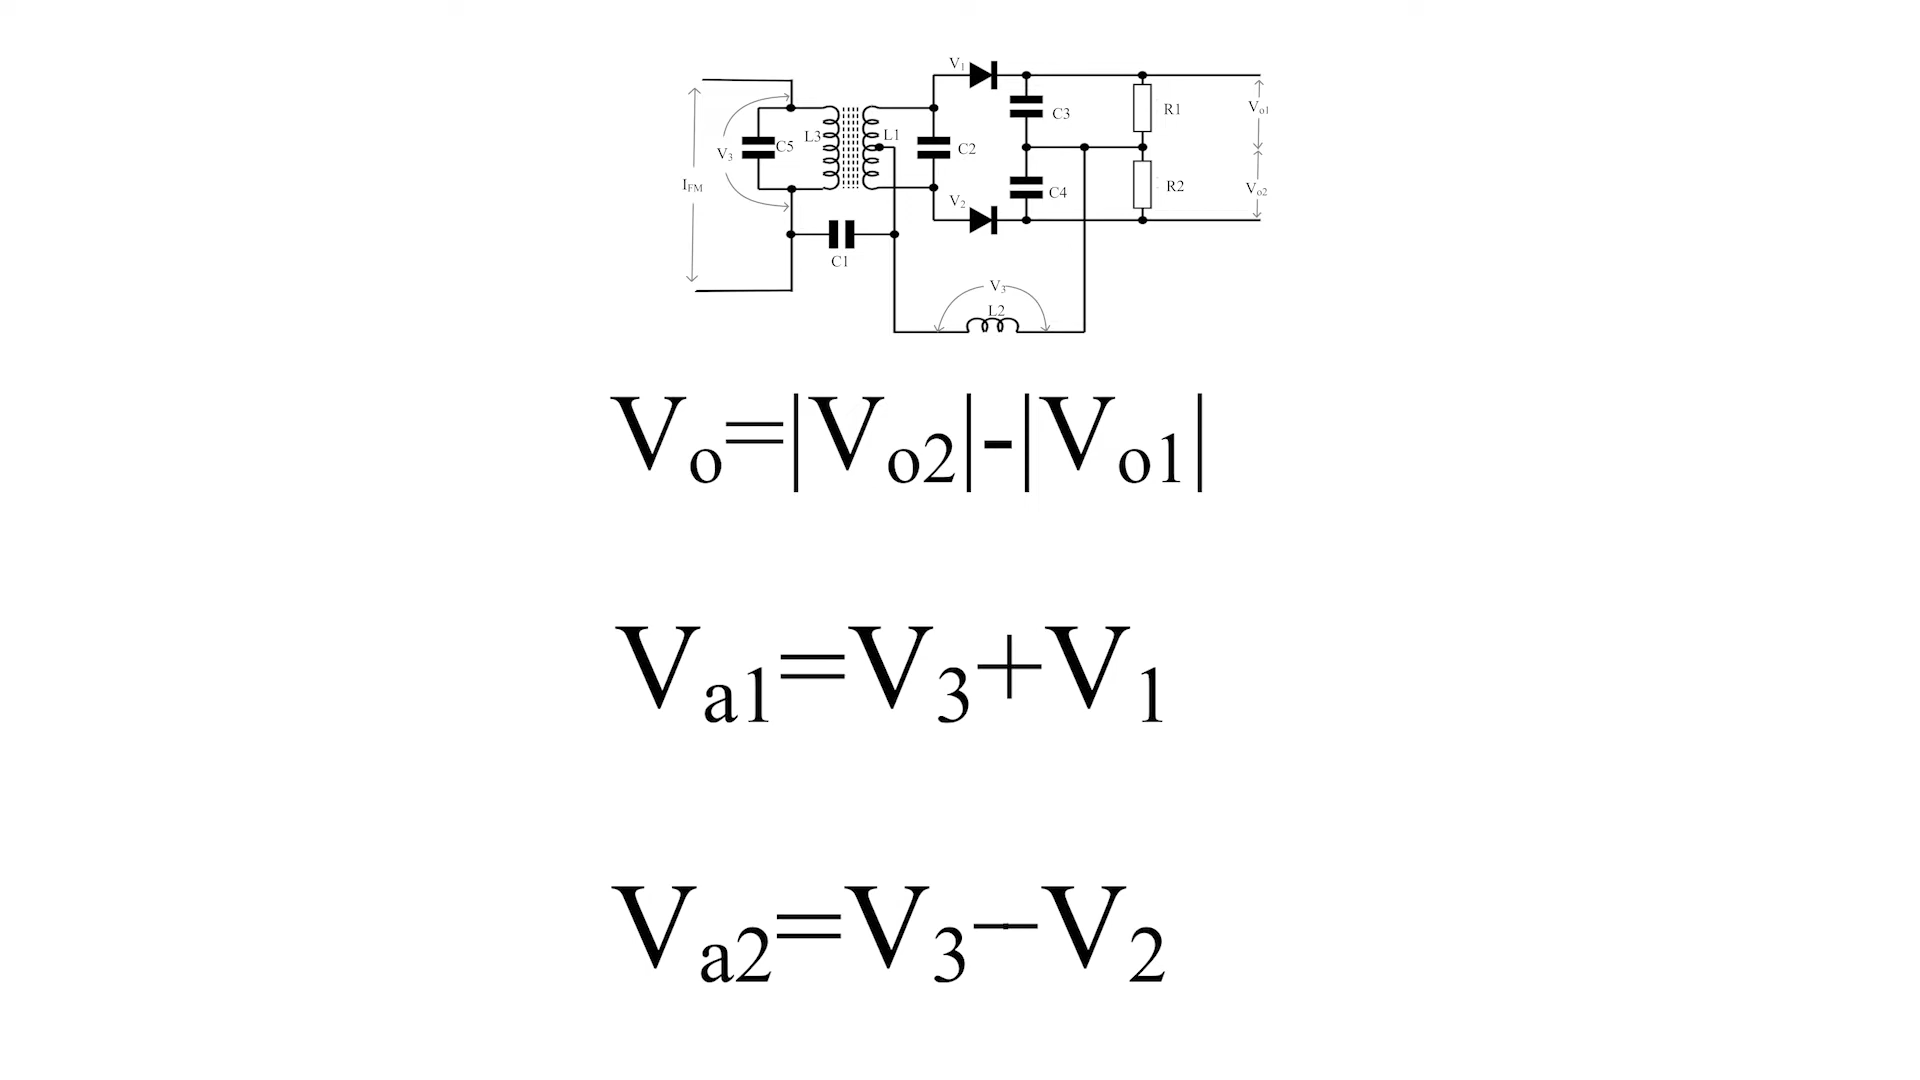 V₁
C3
R1
Vₒ₁
L3
L1
C5
C2
V₃
I_FM
V₂
C4
R2
Vₒ₂
C1
V₃
L2
Vₒ=|Vₒ₂|-|Vₒ₁|
Vₐ₁=V₃+V₁
Vₐ₂=V₃−V₂